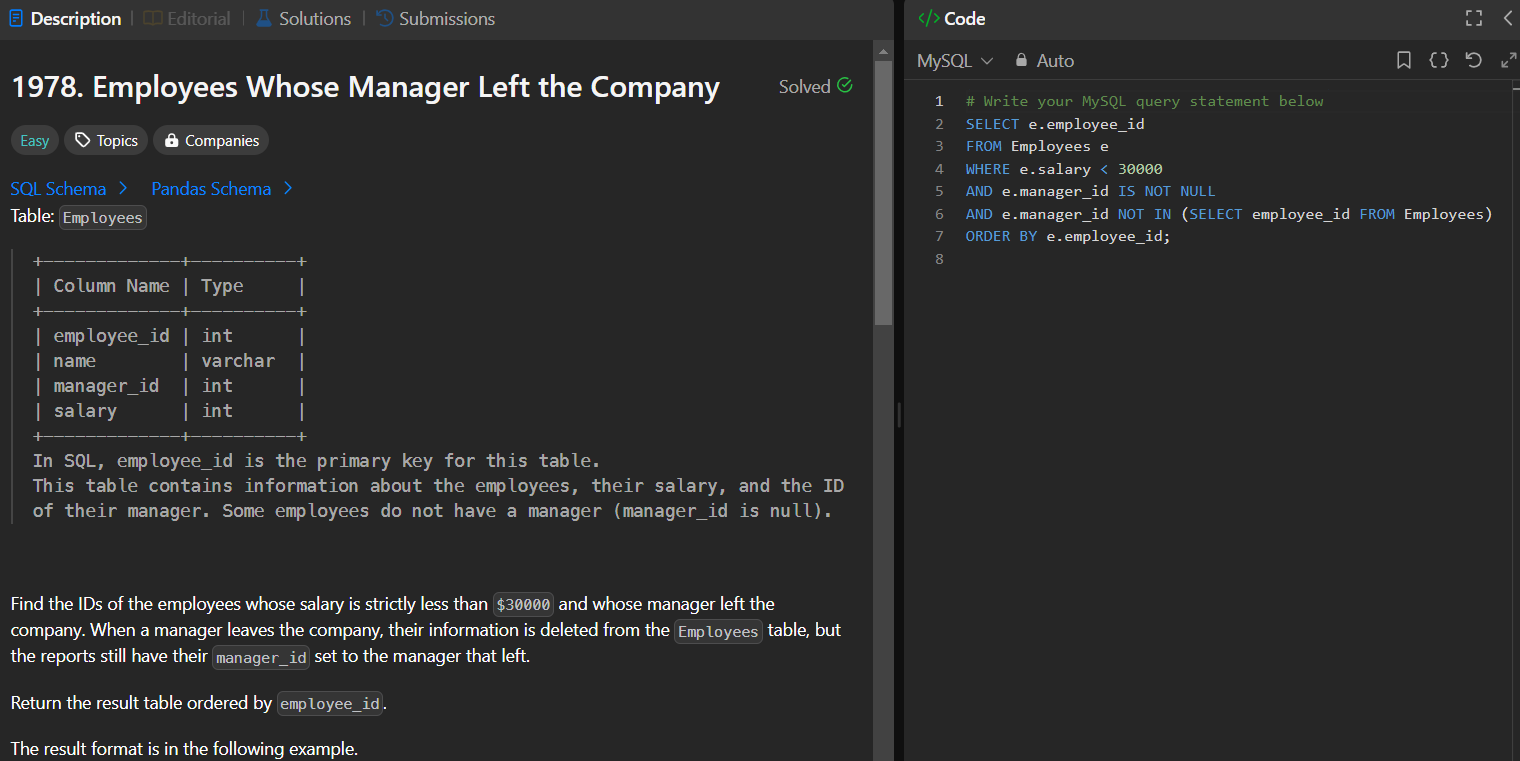 Description | Editorial | Solutions | Submissions
1978. Employees Whose Manager Left the Company
Solved
Easy Topics Companies
SQL Schema > Pandas Schema >
Table: Employees
+-------------+----------+
| Column Name | Type     |
+-------------+----------+
| employee_id | int      |
| name        | varchar  |
| manager_id  | int      |
| salary      | int      |
+-------------+----------+
In SQL, employee_id is the primary key for this table.
This table contains information about the employees, their salary, and the ID
of their manager. Some employees do not have a manager (manager_id is null).
Find the IDs of the employees whose salary is strictly less than $30000 and whose manager left the
company. When a manager leaves the company, their information is deleted from the Employees table, but
the reports still have their manager_id set to the manager that left.
Return the result table ordered by employee_id.
The result format is in the following example.
</> Code
MySQL Auto
1 # Write your MySQL query statement below
2 SELECT e.employee_id
3 FROM Employees e
4 WHERE e.salary < 30000
5 AND e.manager_id IS NOT NULL
6 AND e.manager_id NOT IN (SELECT employee_id FROM Employees)
7 ORDER BY e.employee_id;
8